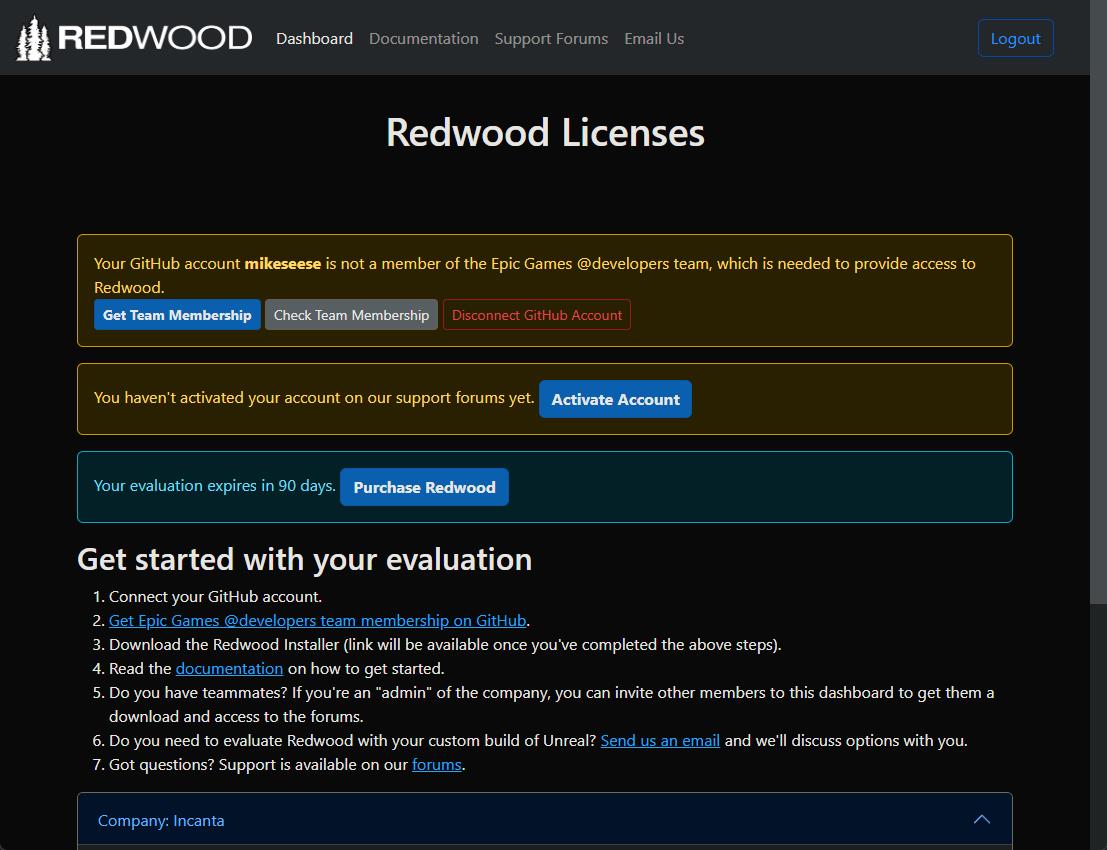 REDWOOD Dashboard Documentation Support Forums Email Us Logout
Redwood Licenses
Your GitHub account mikeseese is not a member of the Epic Games @developers team, which is needed to provide access to
Redwood.
Get Team Membership Check Team Membership Disconnect GitHub Account
You haven't activated your account on our support forums yet. Activate Account
Your evaluation expires in 90 days. Purchase Redwood
Get started with your evaluation
1. Connect your GitHub account.
2. Get Epic Games @developers team membership on GitHub.
3. Download the Redwood Installer (link will be available once you've completed the above steps).
4. Read the documentation on how to get started.
5. Do you have teammates? If you're an "admin" of the company, you can invite other members to this dashboard to get them a
download and access to the forums.
6. Do you need to evaluate Redwood with your custom build of Unreal? Send us an email and we'll discuss options with you.
7. Got questions? Support is available on our forums.
Company: Incanta